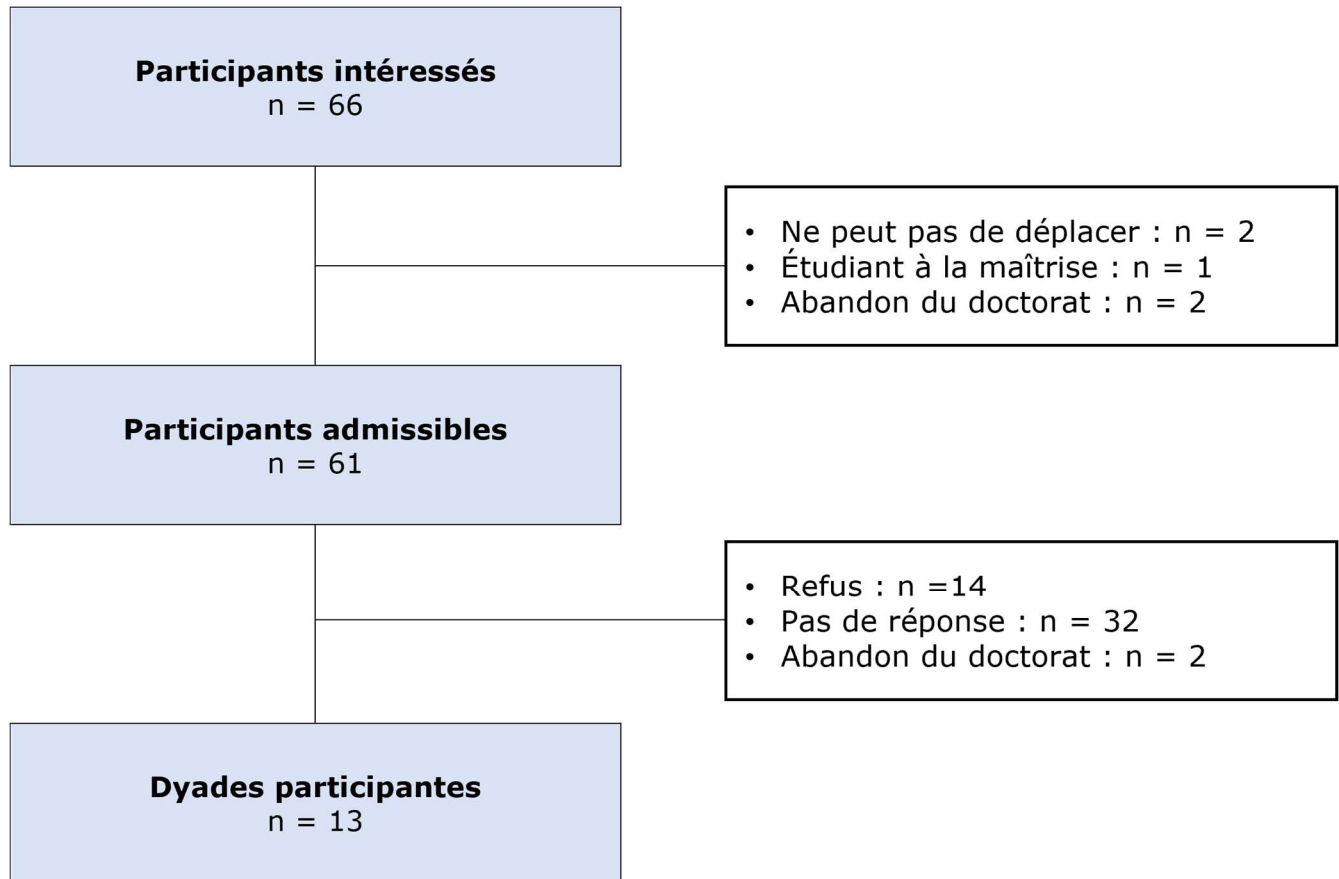 Participants intéressés
n = 66
• Ne peut pas de déplacer : n = 2
• Étudiant à la maîtrise : n = 1
• Abandon du doctorat : n = 2
Participants admissibles
n = 61
• Refus : n =14
• Pas de réponse : n = 32
• Abandon du doctorat : n = 2
Dyades participantes
n = 13